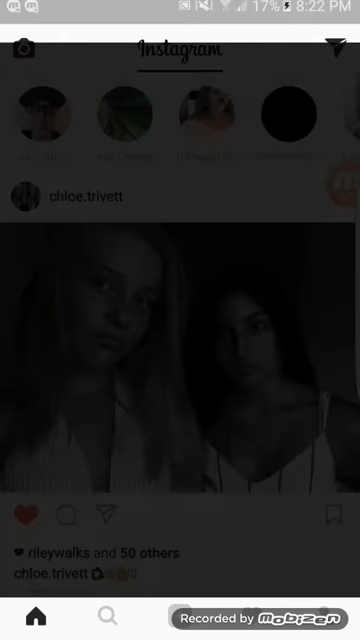 17% 8:22 PM
Instagram
chloe.trivett
rileywalks and 50 others
chloe.trivett
Recorded by mobizen